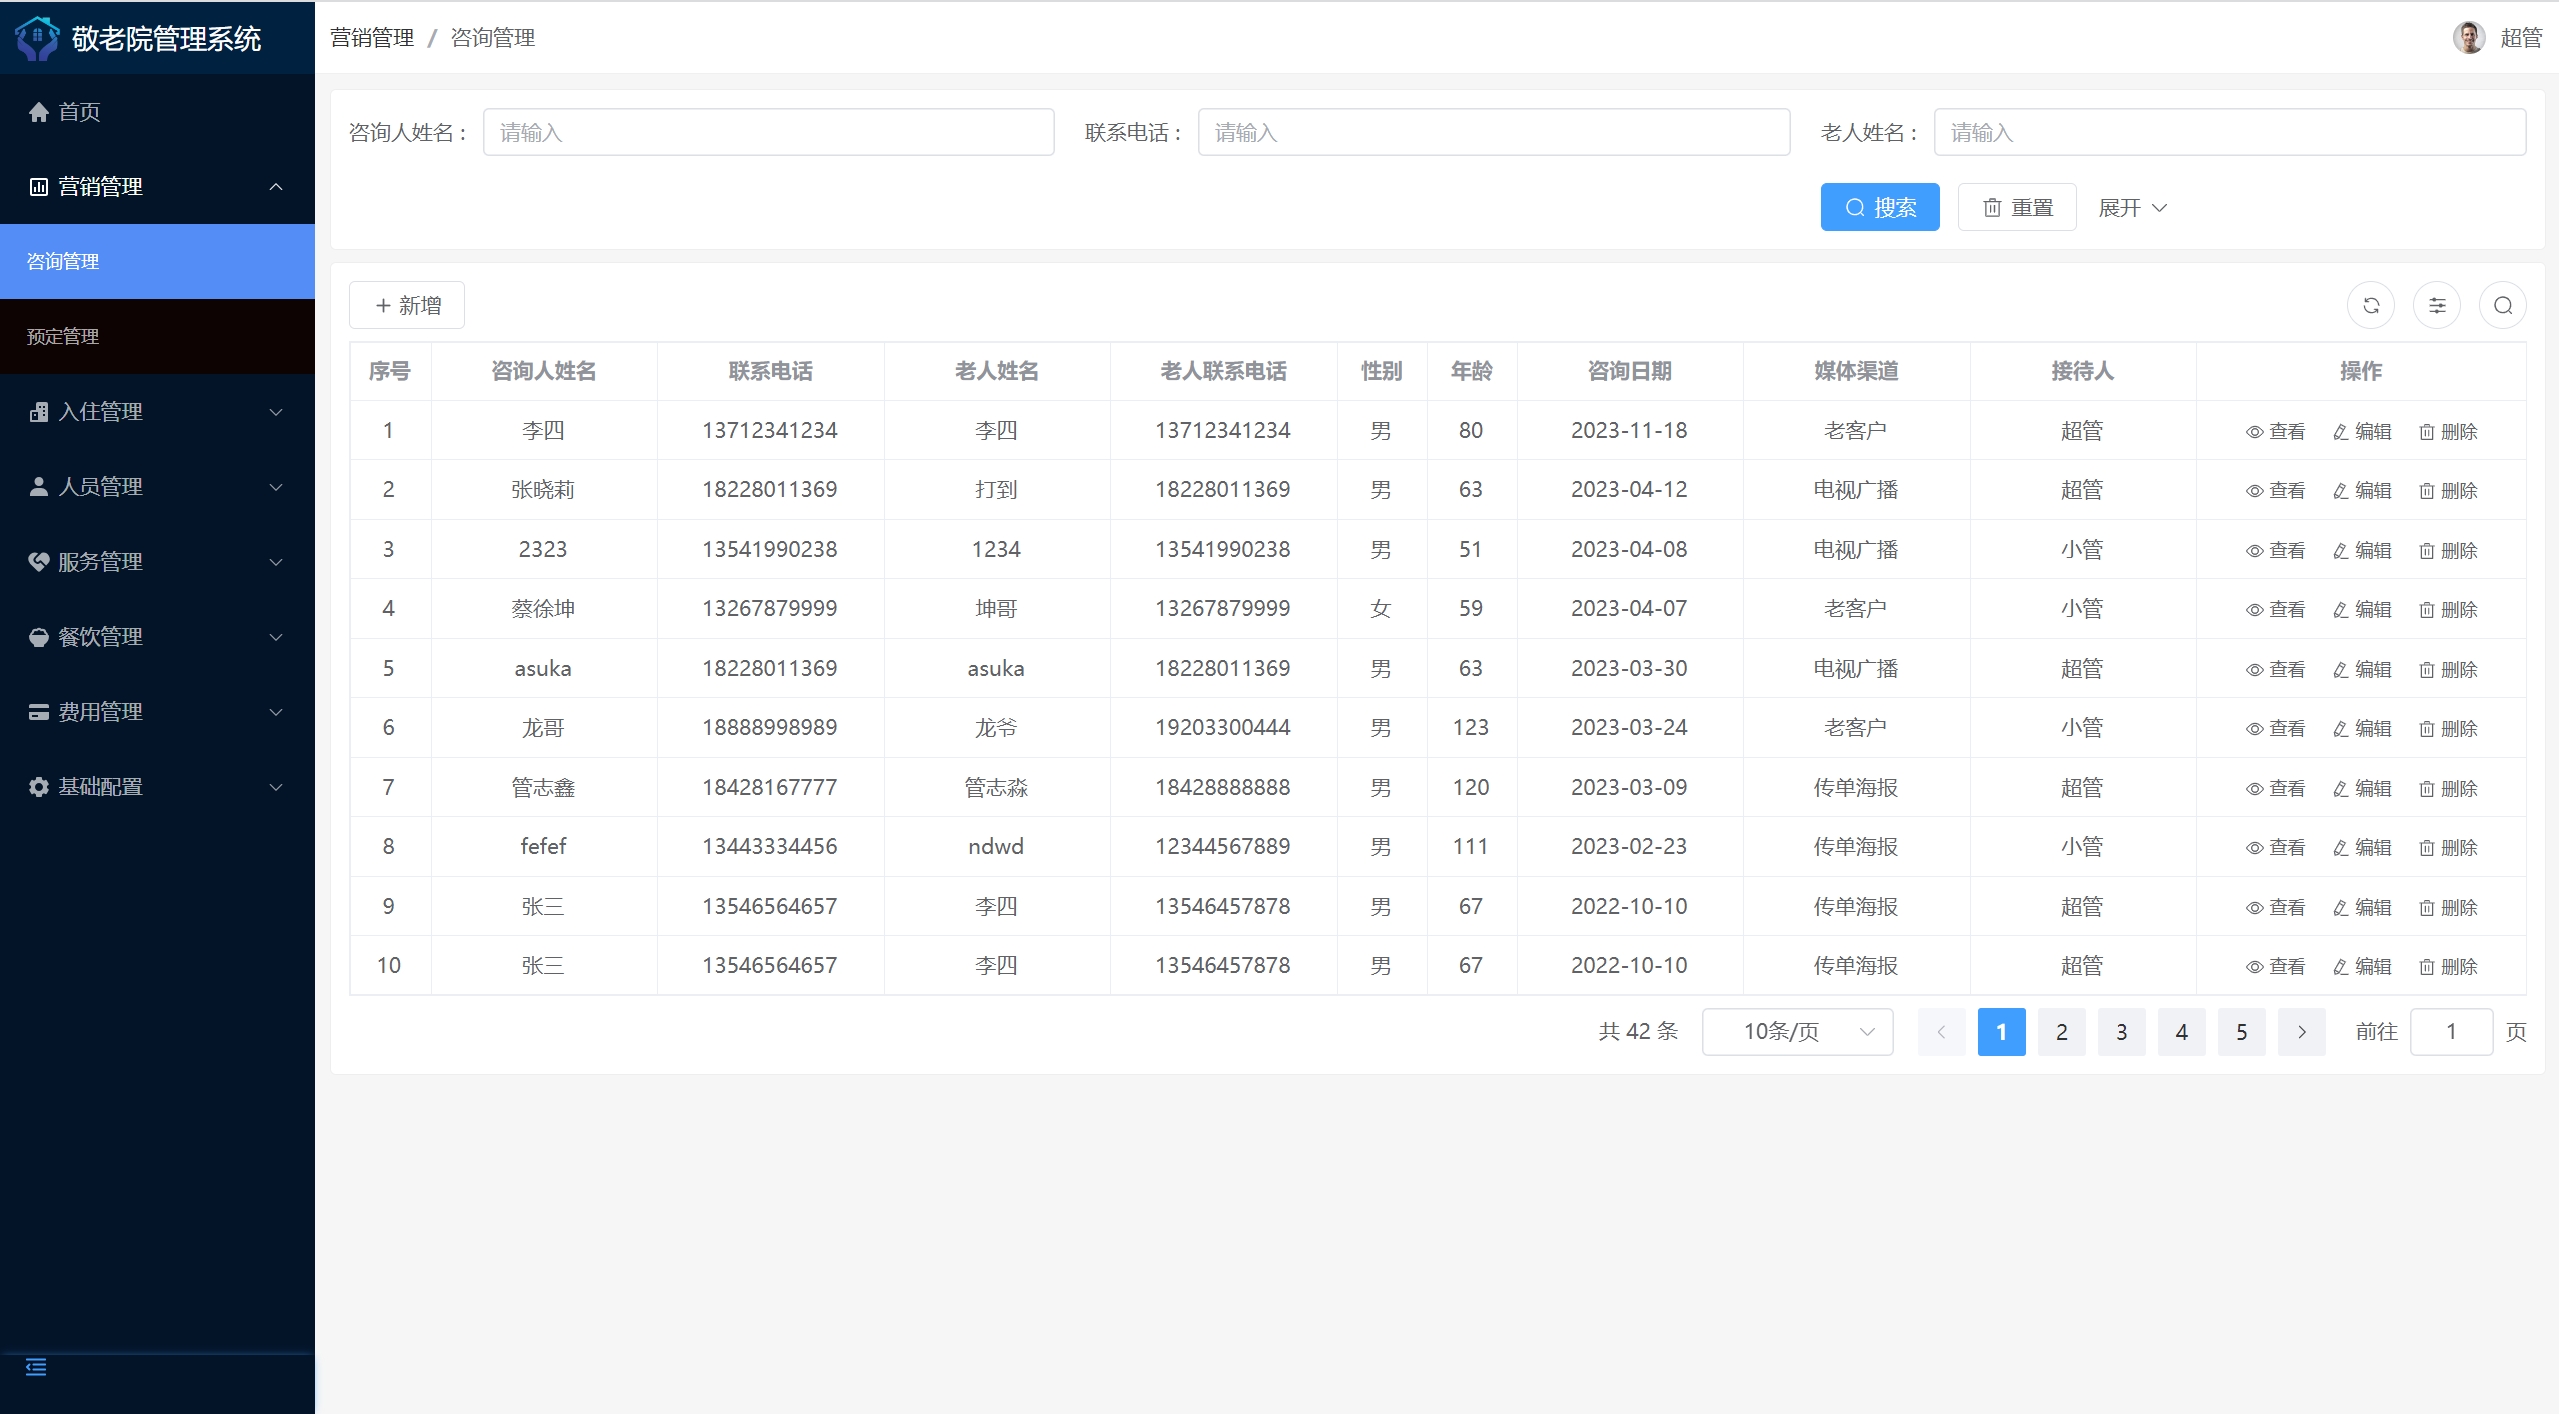 敬老院管理系统
营销管理 / 咨询管理
超管
首页
营销管理
咨询管理
预定管理
入住管理
人员管理
服务管理
餐饮管理
费用管理
基础配置
咨询人姓名： 请输入 联系电话： 请输入 老人姓名： 请输入
搜索 重置 展开
新增
序号 咨询人姓名 联系电话 老人姓名 老人联系电话 性别 年龄 咨询日期 媒体渠道 接待人 操作
1 李四 13712341234 李四 13712341234 男 80 2023-11-18 老客户 超管 查看 编辑 删除
2 张晓莉 18228011369 打到 18228011369 男 63 2023-04-12 电视广播 超管 查看 编辑 删除
3 2323 13541990238 1234 13541990238 男 51 2023-04-08 电视广播 小管 查看 编辑 删除
4 蔡徐坤 13267879999 坤哥 13267879999 女 59 2023-04-07 老客户 小管 查看 编辑 删除
5 asuka 18228011369 asuka 18228011369 男 63 2023-03-30 电视广播 超管 查看 编辑 删除
6 龙哥 18888998989 龙爷 19203300444 男 123 2023-03-24 老客户 小管 查看 编辑 删除
7 管志鑫 18428167777 管志淼 18428888888 男 120 2023-03-09 传单海报 超管 查看 编辑 删除
8 fefef 13443334456 ndwd 12344567889 男 111 2023-02-23 传单海报 小管 查看 编辑 删除
9 张三 13546564657 李四 13546457878 男 67 2022-10-10 传单海报 超管 查看 编辑 删除
10 张三 13546564657 李四 13546457878 男 67 2022-10-10 传单海报 超管 查看 编辑 删除
共 42 条 10条/页 1 2 3 4 5 前往 1 页